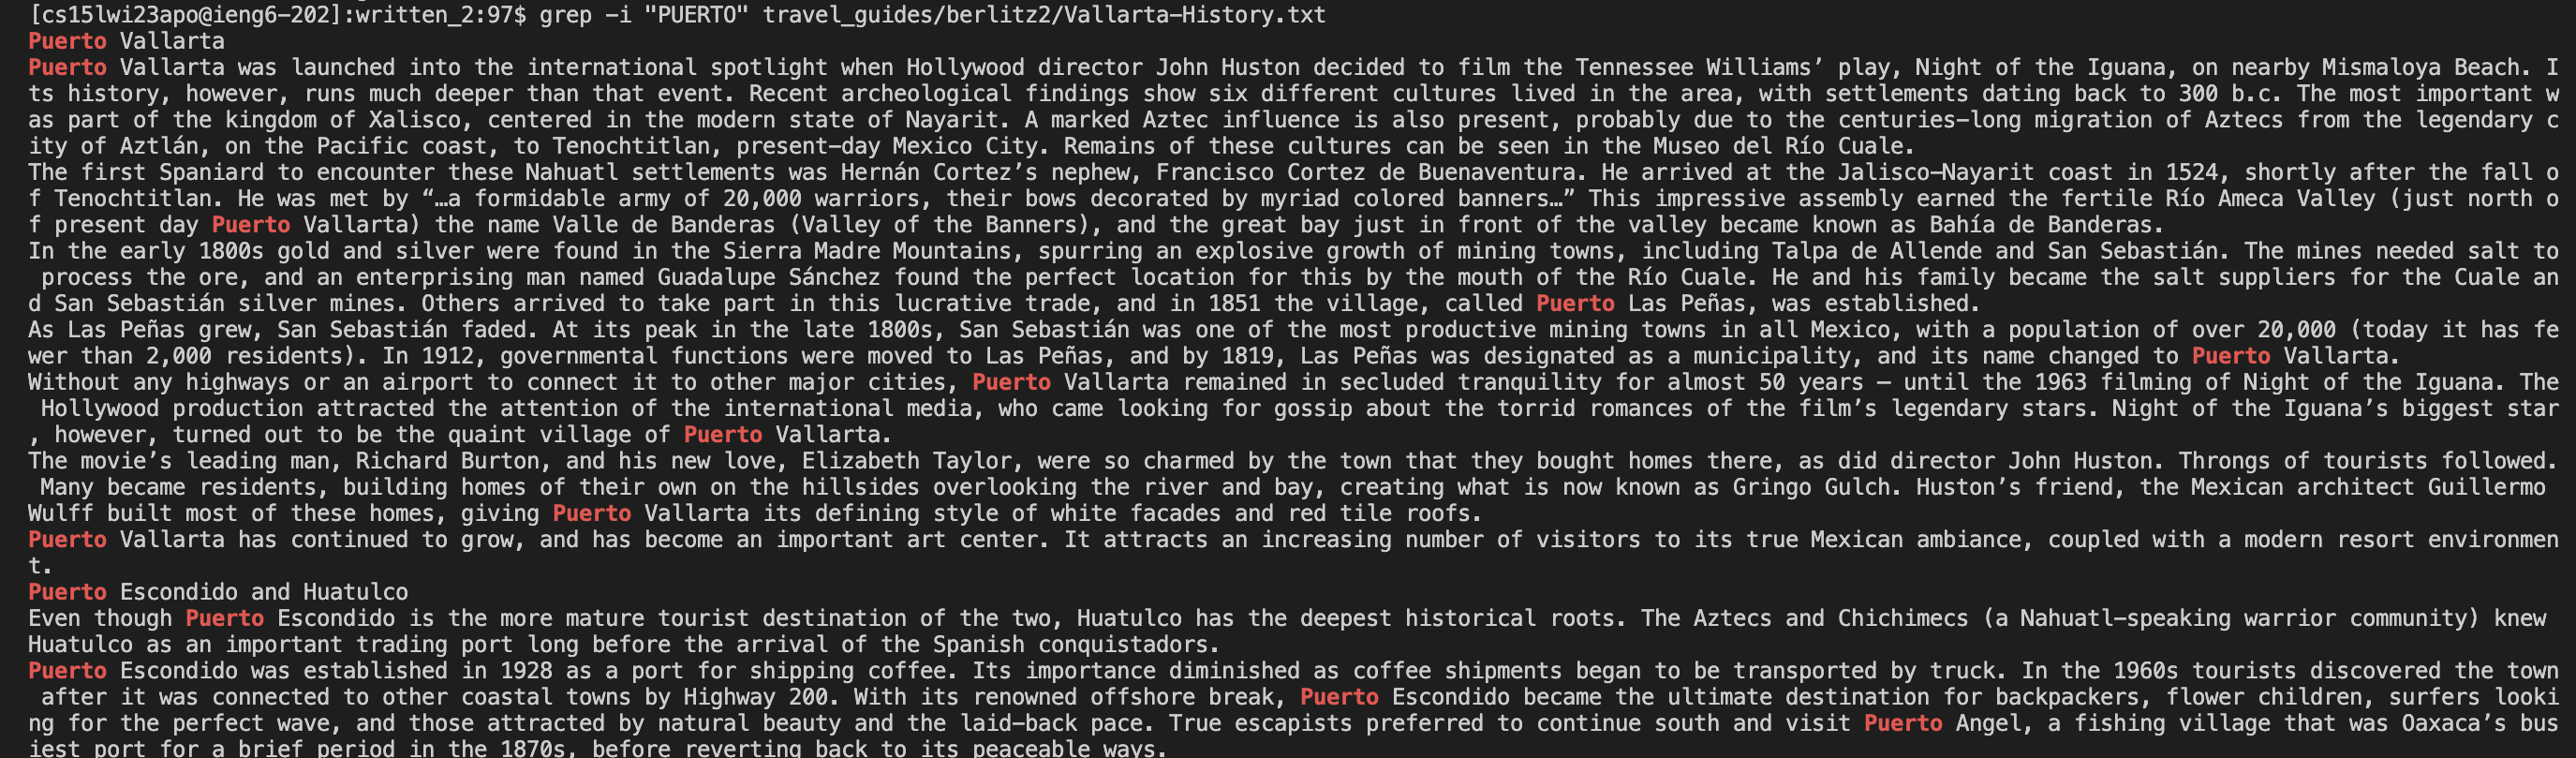 [cs15lwi23apo@ieng6-202]:written_2:97$ grep -i "PUERTO" travel_guides/berlitz2/Vallarta-History.txt
Puerto Vallarta
Puerto Vallarta was launched into the international spotlight when Hollywood director John Huston decided to film the Tennessee Williams’ play, Night of the Iguana, on nearby Mismaloya Beach. I
ts history, however, runs much deeper than that event. Recent archeological findings show six different cultures lived in the area, with settlements dating back to 300 b.c. The most important w
as part of the kingdom of Xalisco, centered in the modern state of Nayarit. A marked Aztec influence is also present, probably due to the centuries-long migration of Aztecs from the legendary c
ity of Aztlán, on the Pacific coast, to Tenochtitlan, present-day Mexico City. Remains of these cultures can be seen in the Museo del Río Cuale.
The first Spaniard to encounter these Nahuatl settlements was Hernán Cortez’s nephew, Francisco Cortez de Buenaventura. He arrived at the Jalisco–Nayarit coast in 1524, shortly after the fall o
f Tenochtitlan. He was met by “…a formidable army of 20,000 warriors, their bows decorated by myriad colored banners…” This impressive assembly earned the fertile Río Ameca Valley (just north o
f present day Puerto Vallarta) the name Valle de Banderas (Valley of the Banners), and the great bay just in front of the valley became known as Bahía de Banderas.
In the early 1800s gold and silver were found in the Sierra Madre Mountains, spurring an explosive growth of mining towns, including Talpa de Allende and San Sebastián. The mines needed salt to
 process the ore, and an enterprising man named Guadalupe Sánchez found the perfect location for this by the mouth of the Río Cuale. He and his family became the salt suppliers for the Cuale an
d San Sebastián silver mines. Others arrived to take part in this lucrative trade, and in 1851 the village, called Puerto Las Peñas, was established.
As Las Peñas grew, San Sebastián faded. At its peak in the late 1800s, San Sebastián was one of the most productive mining towns in all Mexico, with a population of over 20,000 (today it has fe
wer than 2,000 residents). In 1912, governmental functions were moved to Las Peñas, and by 1819, Las Peñas was designated as a municipality, and its name changed to Puerto Vallarta.
Without any highways or an airport to connect it to other major cities, Puerto Vallarta remained in secluded tranquility for almost 50 years — until the 1963 filming of Night of the Iguana. The
 Hollywood production attracted the attention of the international media, who came looking for gossip about the torrid romances of the film’s legendary stars. Night of the Iguana’s biggest star
, however, turned out to be the quaint village of Puerto Vallarta.
The movie’s leading man, Richard Burton, and his new love, Elizabeth Taylor, were so charmed by the town that they bought homes there, as did director John Huston. Throngs of tourists followed.
 Many became residents, building homes of their own on the hillsides overlooking the river and bay, creating what is now known as Gringo Gulch. Huston’s friend, the Mexican architect Guillermo
Wulff built most of these homes, giving Puerto Vallarta its defining style of white facades and red tile roofs.
Puerto Vallarta has continued to grow, and has become an important art center. It attracts an increasing number of visitors to its true Mexican ambiance, coupled with a modern resort environmen
t.
Puerto Escondido and Huatulco
Even though Puerto Escondido is the more mature tourist destination of the two, Huatulco has the deepest historical roots. The Aztecs and Chichimecs (a Nahuatl-speaking warrior community) knew
Huatulco as an important trading port long before the arrival of the Spanish conquistadors.
Puerto Escondido was established in 1928 as a port for shipping coffee. Its importance diminished as coffee shipments began to be transported by truck. In the 1960s tourists discovered the town
 after it was connected to other coastal towns by Highway 200. With its renowned offshore break, Puerto Escondido became the ultimate destination for backpackers, flower children, surfers looki
ng for the perfect wave, and those attracted by natural beauty and the laid-back pace. True escapists preferred to continue south and visit Puerto Angel, a fishing village that was Oaxaca’s bus
iest port for a brief period in the 1870s, before reverting back to its peaceable ways.